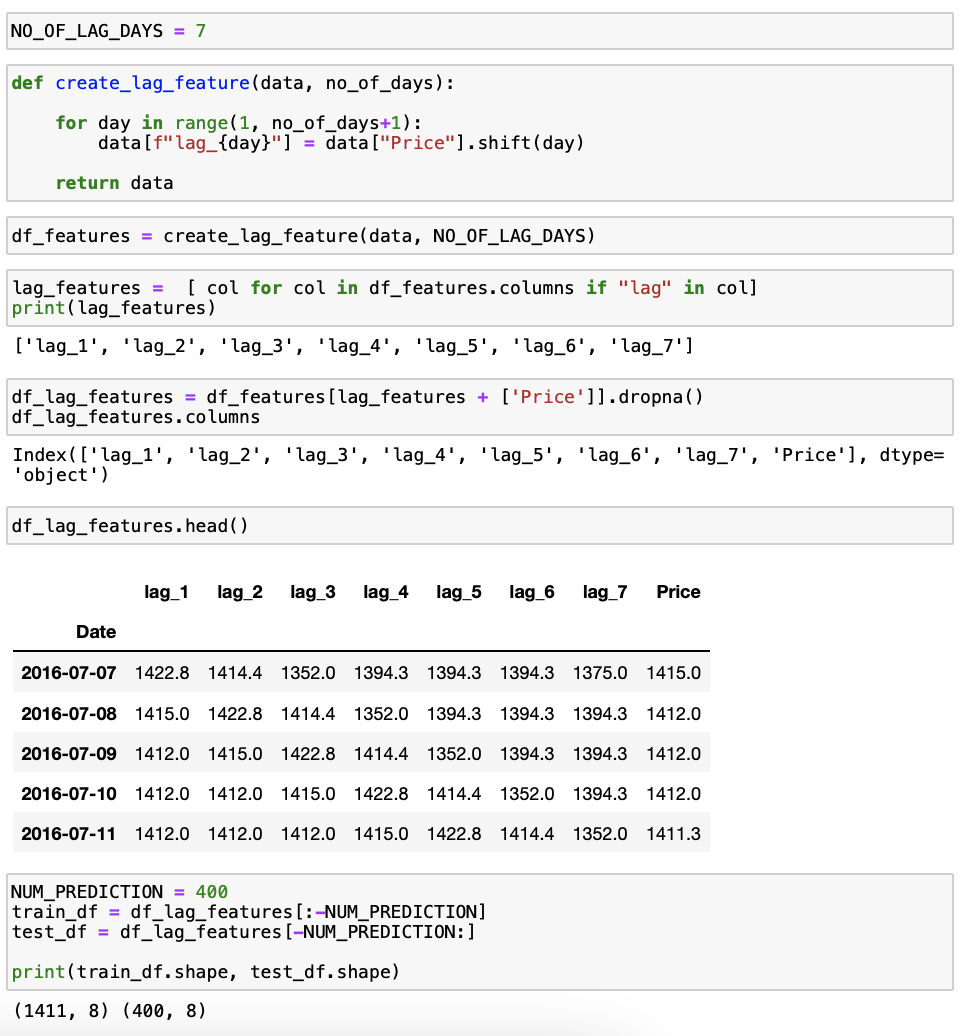 NO_OF_LAG_DAYS = 7
def create_lag_feature(data, no_of_days):
    for day in range(1, no_of_days+1):
        data[f"lag_{day}"] = data["Price"].shift(day)
    return data
df_features = create_lag_feature(data, NO_OF_LAG_DAYS)
lag_features =  [ col for col in df_features.columns if "lag" in col]
print(lag_features)
['lag_1', 'lag_2', 'lag_3', 'lag_4', 'lag_5', 'lag_6', 'lag_7']
df_lag_features = df_features[lag_features + ['Price']].dropna()
df_lag_features.columns
Index(['lag_1', 'lag_2', 'lag_3', 'lag_4', 'lag_5', 'lag_6', 'lag_7', 'Price'], dtype=
'object')
df_lag_features.head()
lag_1 lag_2 lag_3 lag_4 lag_5 lag_6 lag_7 Price
Date
2016-07-07 1422.8 1414.4 1352.0 1394.3 1394.3 1394.3 1375.0 1415.0
2016-07-08 1415.0 1422.8 1414.4 1352.0 1394.3 1394.3 1394.3 1412.0
2016-07-09 1412.0 1415.0 1422.8 1414.4 1352.0 1394.3 1394.3 1412.0
2016-07-10 1412.0 1412.0 1415.0 1422.8 1414.4 1352.0 1394.3 1412.0
2016-07-11 1412.0 1412.0 1412.0 1415.0 1422.8 1414.4 1352.0 1411.3
NUM_PREDICTION = 400
train_df = df_lag_features[:-NUM_PREDICTION]
test_df = df_lag_features[-NUM_PREDICTION:]
print(train_df.shape, test_df.shape)
(1411, 8) (400, 8)